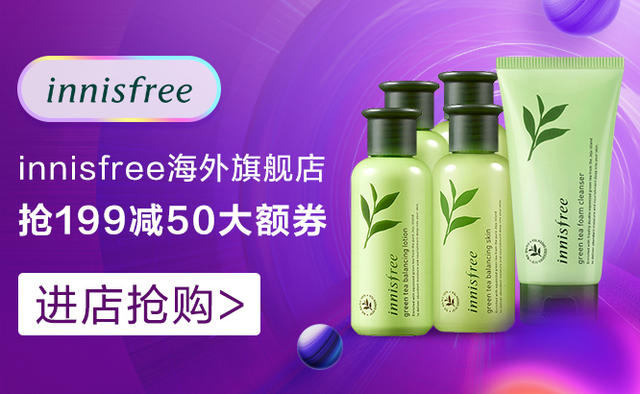 innisfree
innisfree海外旗舰店
抢199减50大额券
进店抢购>
innisfree
green tea balancing lotion
innisfree
green tea balancing skin
innisfree
green tea foam cleanser